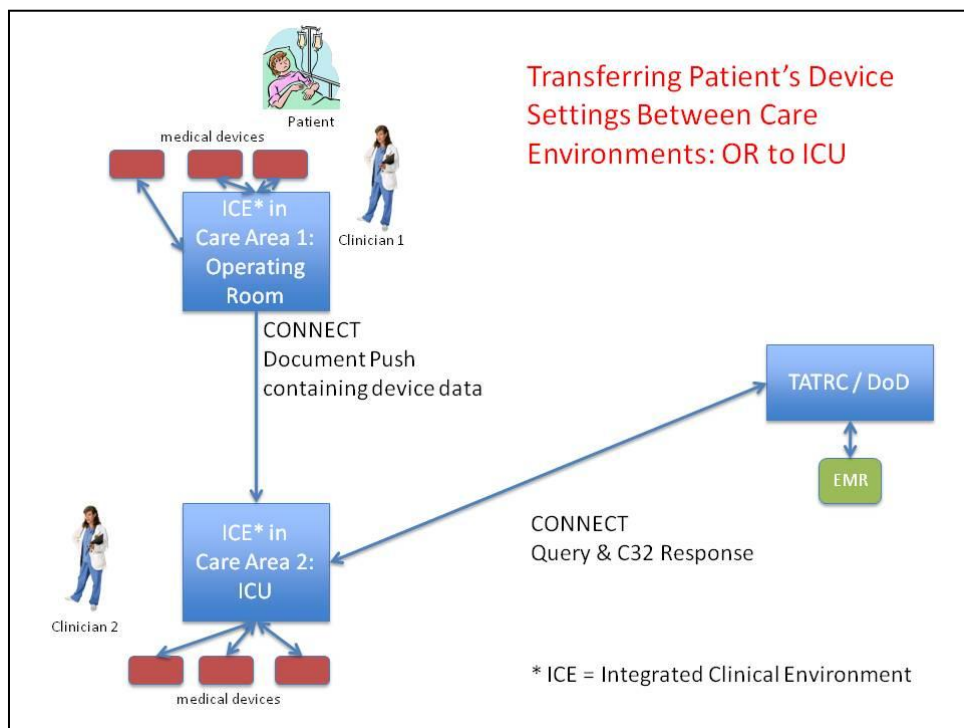 Transferring Patient’s Device
Settings Between Care
Environments: OR to ICU
Patient
medical devices
ICE* in
Care Area 1:
Operating
Room
Clinician 1
CONNECT
Document Push
containing device data
TATRC / DoD
EMR
ICE* in
Care Area 2:
ICU
CONNECT
Query & C32 Response
Clinician 2
medical devices
* ICE = Integrated Clinical Environment